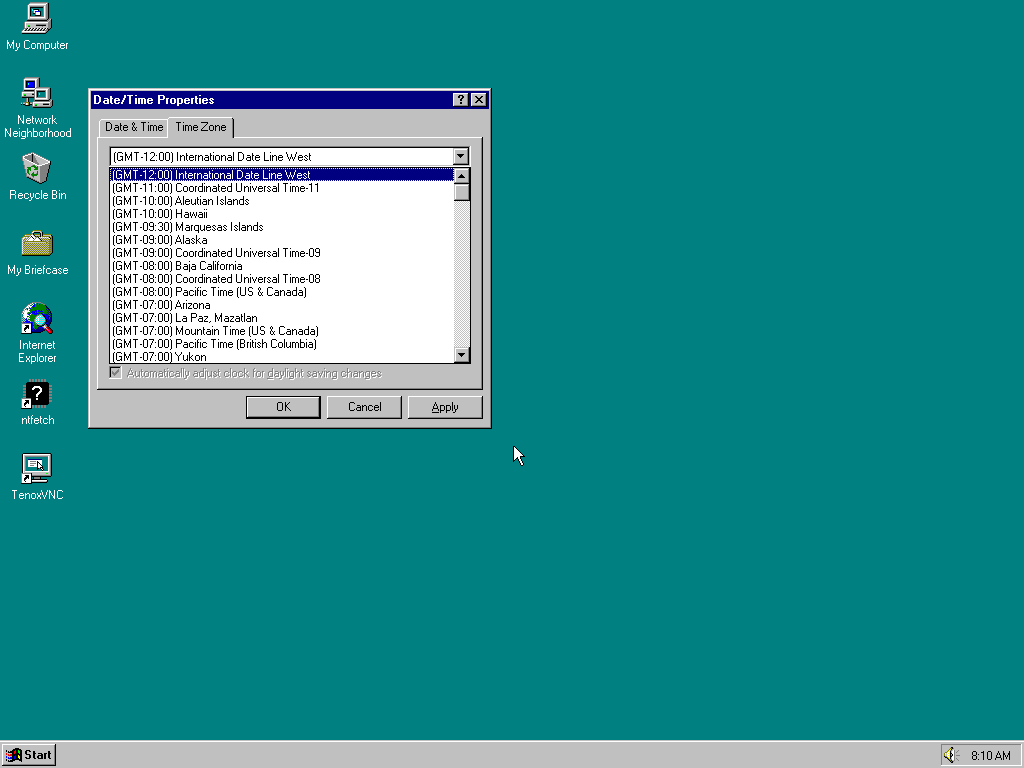 My Computer
Network
Neighborhood
Recycle Bin
My Briefcase
Internet
Explorer
ntfetch
TenoxVNC
Date/Time Properties
Date & Time
Time Zone
(GMT-12:00) International Date Line West
(GMT-12:00) International Date Line West
(GMT-11:00) Coordinated Universal Time-11
(GMT-10:00) Aleutian Islands
(GMT-10:00) Hawaii
(GMT-09:30) Marquesas Islands
(GMT-09:00) Alaska
(GMT-09:00) Coordinated Universal Time-09
(GMT-08:00) Baja California
(GMT-08:00) Coordinated Universal Time-08
(GMT-08:00) Pacific Time (US & Canada)
(GMT-07:00) Arizona
(GMT-07:00) La Paz, Mazatlan
(GMT-07:00) Mountain Time (US & Canada)
(GMT-07:00) Pacific Time (British Columbia)
(GMT-07:00) Yukon
Automatically adjust clock for daylight saving changes
OK
Cancel
Apply
Start
8:10 AM